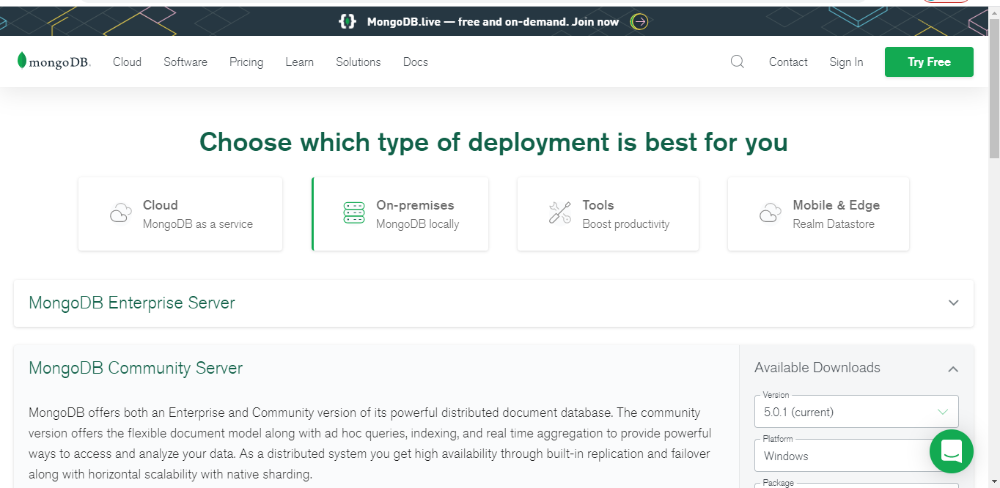 MongoDB.live — free and on-demand. Join now
mongoDB. Cloud Software Pricing Learn Solutions Docs Contact Sign In Try Free
Choose which type of deployment is best for you
Cloud
MongoDB as a service
On-premises
MongoDB locally
Tools
Boost productivity
Mobile & Edge
Realm Datastore
MongoDB Enterprise Server
MongoDB Community Server
MongoDB offers both an Enterprise and Community version of its powerful distributed document database. The community
version offers the flexible document model along with ad hoc queries, indexing, and real time aggregation to provide powerful
ways to access and analyze your data. As a distributed system you get high availability through built-in replication and failover
along with horizontal scalability with native sharding.
Available Downloads
Version
5.0.1 (current)
Platform
Windows
Package